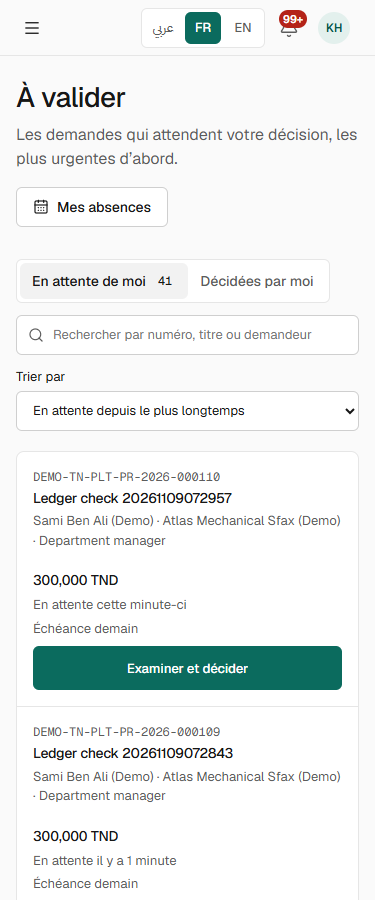 عربي FR EN 99+ KH
À valider
Les demandes qui attendent votre décision, les
plus urgentes d’abord.
Mes absences
En attente de moi 41 Décidées par moi
Rechercher par numéro, titre ou demandeur
Trier par
En attente depuis le plus longtemps
DEMO-TN-PLT-PR-2026-000110
Ledger check 20261109072957
Sami Ben Ali (Demo) · Atlas Mechanical Sfax (Demo)
· Department manager
300,000 TND
En attente cette minute-ci
Échéance demain
Examiner et décider
DEMO-TN-PLT-PR-2026-000109
Ledger check 20261109072843
Sami Ben Ali (Demo) · Atlas Mechanical Sfax (Demo)
· Department manager
300,000 TND
En attente il y a 1 minute
Échéance demain